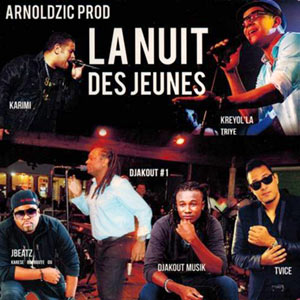 ARNOLDZIC PROD
LA NUIT
DES JEUNES
KARIMI
KREYOL'LA
TRIYE
DJAKOUT #1
JBEATZ
DJAKOUT MUSIK
TVICE